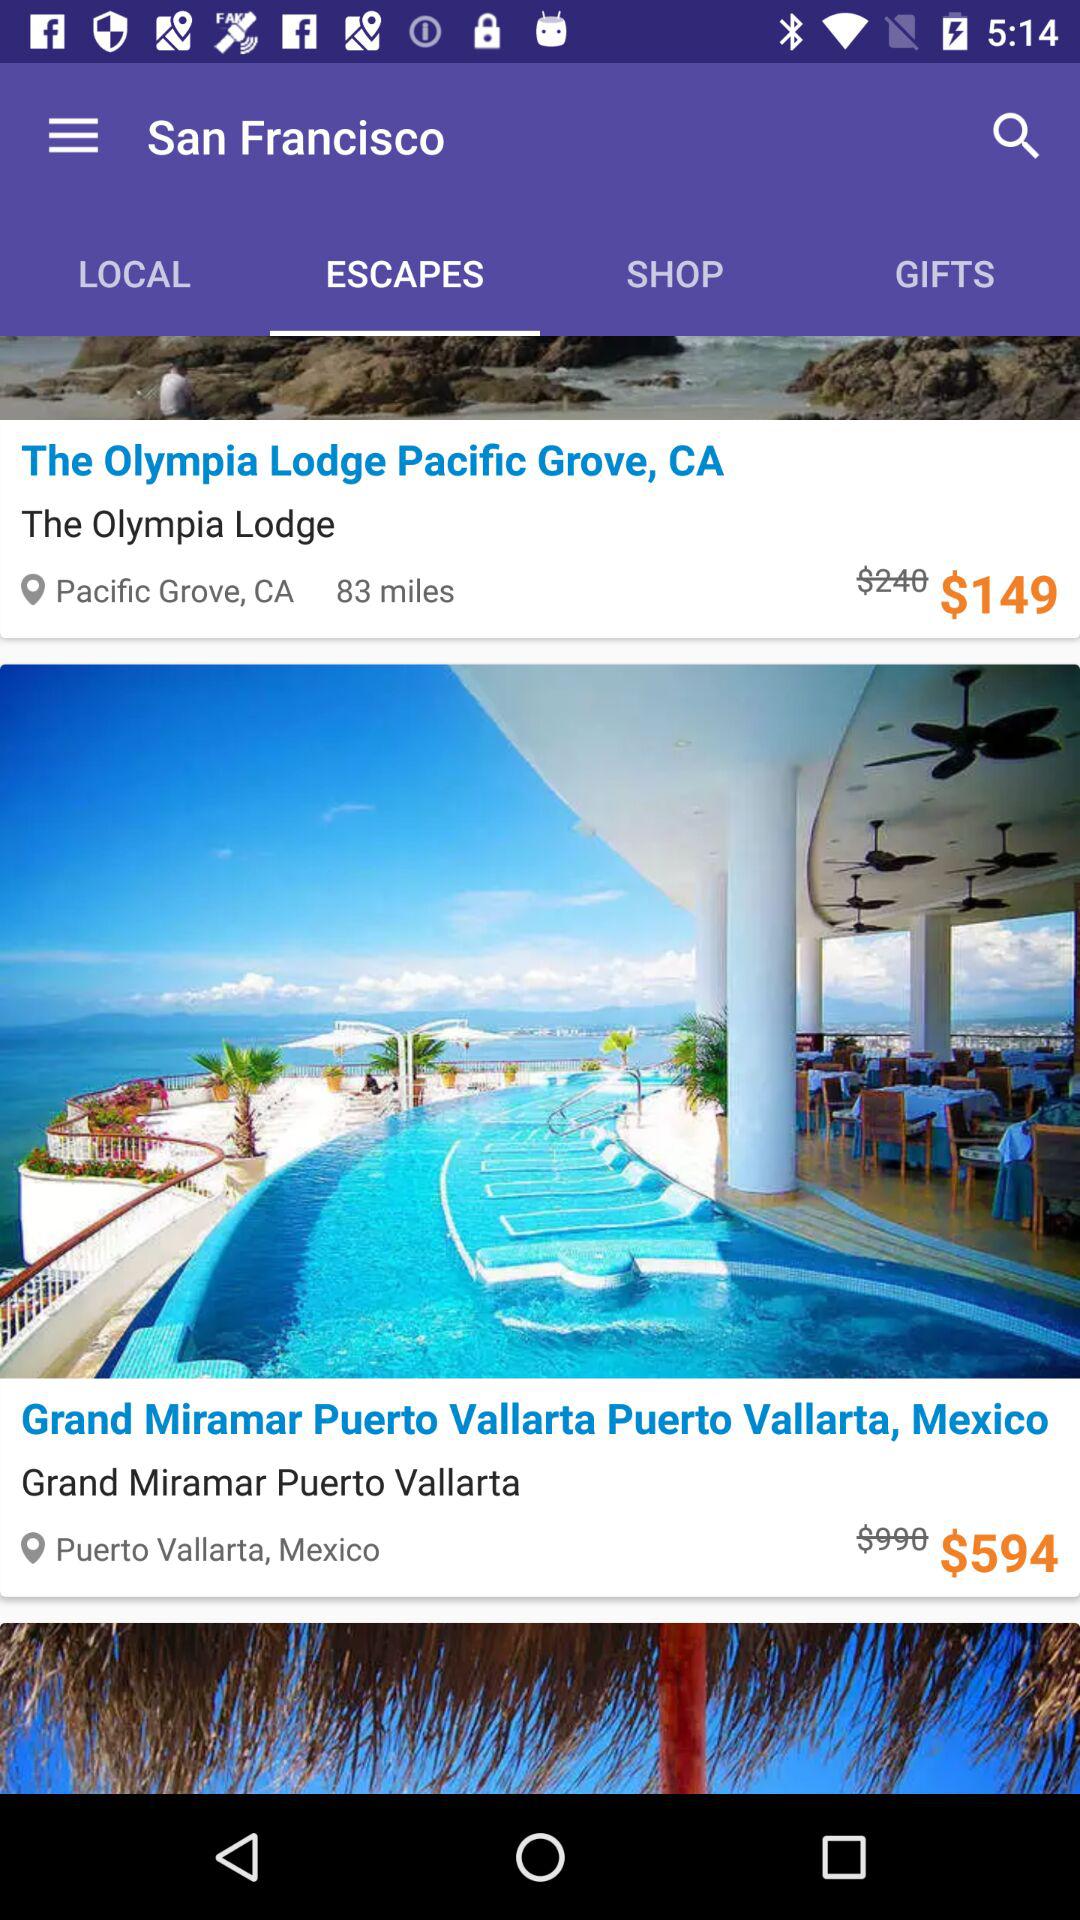 FAKE
5:14
San Francisco
LOCAL ESCAPES SHOP GIFTS
The Olympia Lodge Pacific Grove, CA
The Olympia Lodge
Pacific Grove, CA 83 miles $240 $149
Grand Miramar Puerto Vallarta Puerto Vallarta, Mexico
Grand Miramar Puerto Vallarta
Puerto Vallarta, Mexico $990 $594